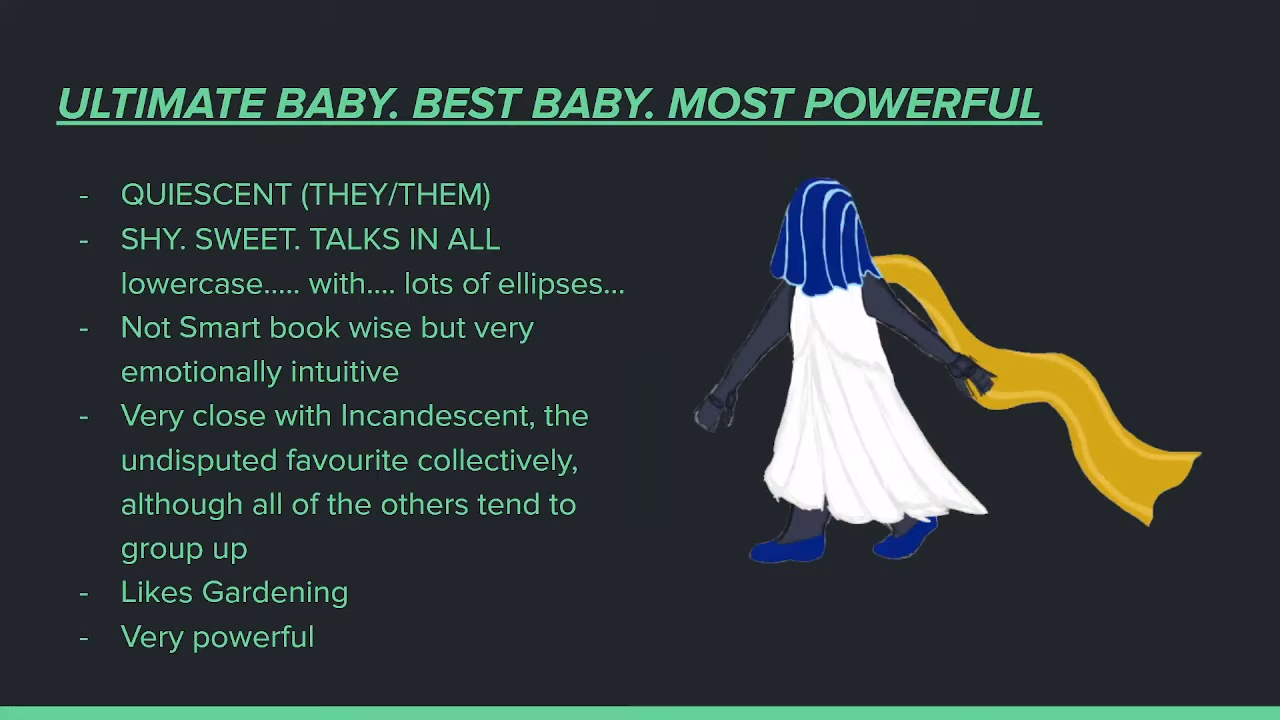 ULTIMATE BABY. BEST BABY. MOST POWERFUL
- QUIESCENT (THEY/THEM)
- SHY. SWEET. TALKS IN ALL
lowercase..... with.... lots of ellipses...
- Not Smart book wise but very
emotionally intuitive
- Very close with Incandescent, the
undisputed favourite collectively,
although all of the others tend to
group up
- Likes Gardening
- Very powerful